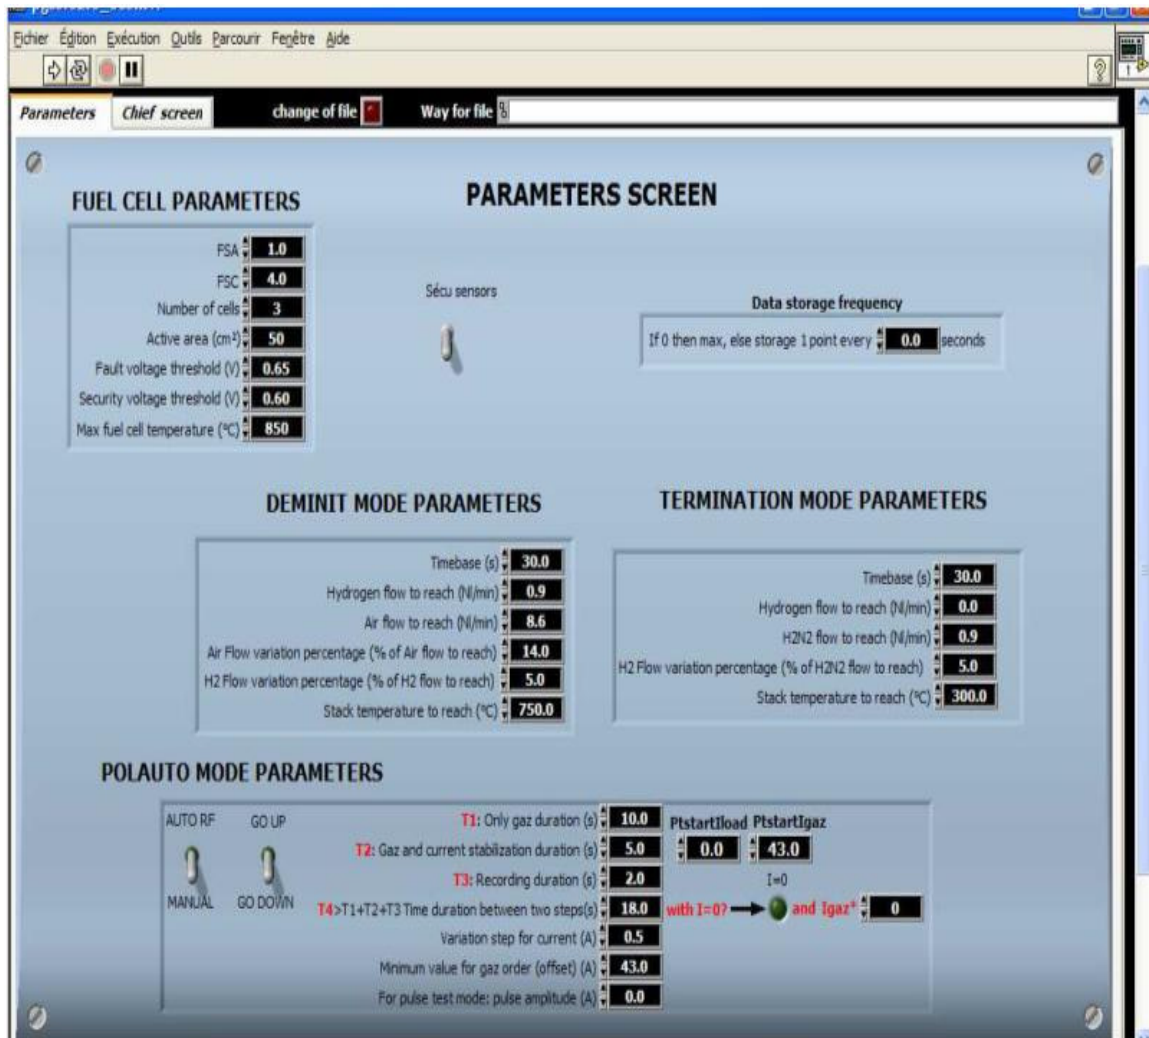 Fichier Édition Exécution Outils Parcourir Fenêtre Aide
Parameters Chief screen change of file Way for file
PARAMETERS SCREEN
FUEL CELL PARAMETERS
FSA 1.0
FSC 4.0
Number of cells 3
Active area (cm²) 50
Fault voltage threshold (V) 0.65
Security voltage threshold (V) 0.60
Max fuel cell temperature (°C) 850
Sécu sensors
Data storage frequency
If 0 then max, else storage 1 point every 0.0 seconds
DEMINIT MODE PARAMETERS
Timebase (s) 30.0
Hydrogen flow to reach (Nl/min) 0.9
Air flow to reach (Nl/min) 8.6
Air Flow variation percentage (% of Air flow to reach) 14.0
H2 Flow variation percentage (% of H2 flow to reach) 5.0
Stack temperature to reach (°C) 750.0
TERMINATION MODE PARAMETERS
Timebase (s) 30.0
Hydrogen flow to reach (Nl/min) 0.0
H2N2 flow to reach (Nl/min) 0.9
H2 Flow variation percentage (% of H2N2 flow to reach) 5.0
Stack temperature to reach (°C) 300.0
POLAUTO MODE PARAMETERS
AUTO RF GO UP
MANUAL GO DOWN
T1: Only gaz duration (s) 10.0
T2: Gaz and current stabilization duration (s) 5.0
T3: Recording duration (s) 2.0
T4>T1+T2+T3 Time duration between two steps(s) 18.0 with I=0? and Igaz* 0
Variation step for current (A) 0.5
Minimum value for gaz order (offset) (A) 43.0
For pulse test mode: pulse amplitude (A) 0.0
PtstartIload PtstartIgaz
0.0 43.0
I=0